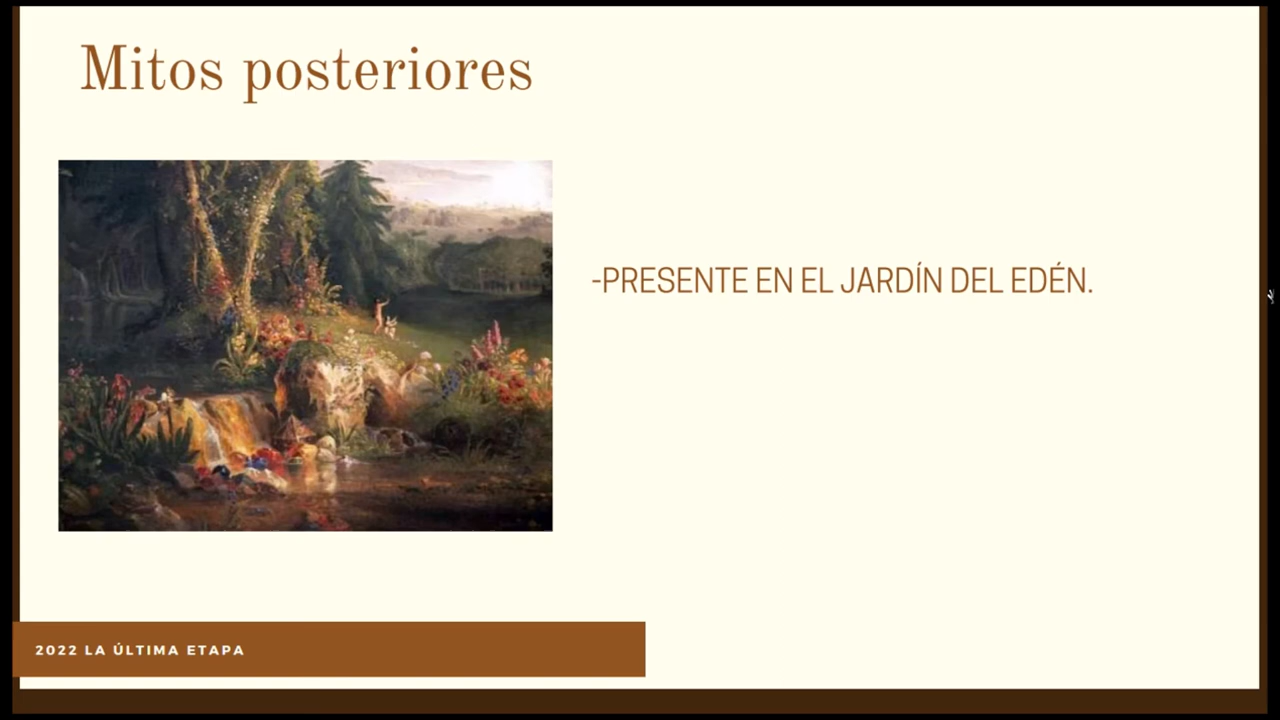 Mitos posteriores
-PRESENTE EN EL JARDÍN DEL EDÉN.
2022 LA ÚLTIMA ETAPA